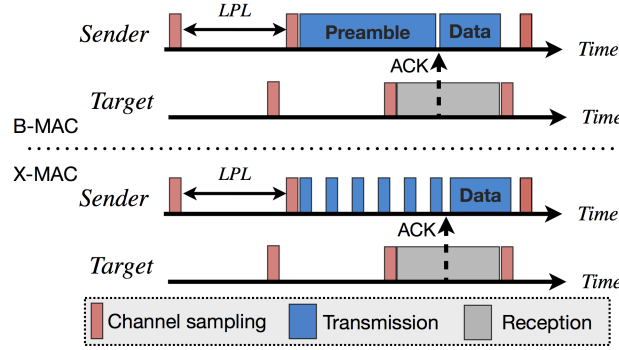 LPL
Sender
Preamble
Data
Time
ACK
Target
Time
B-MAC
X-MAC
LPL
Sender
Data
Time
ACK
Target
Time
Channel sampling
Transmission
Reception